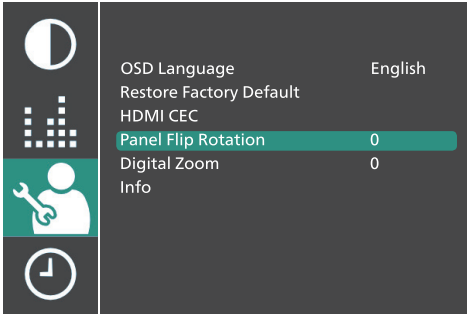 OSD Language English
Restore Factory Default
HDMI CEC
Panel Flip Rotation 0
Digital Zoom 0
Info